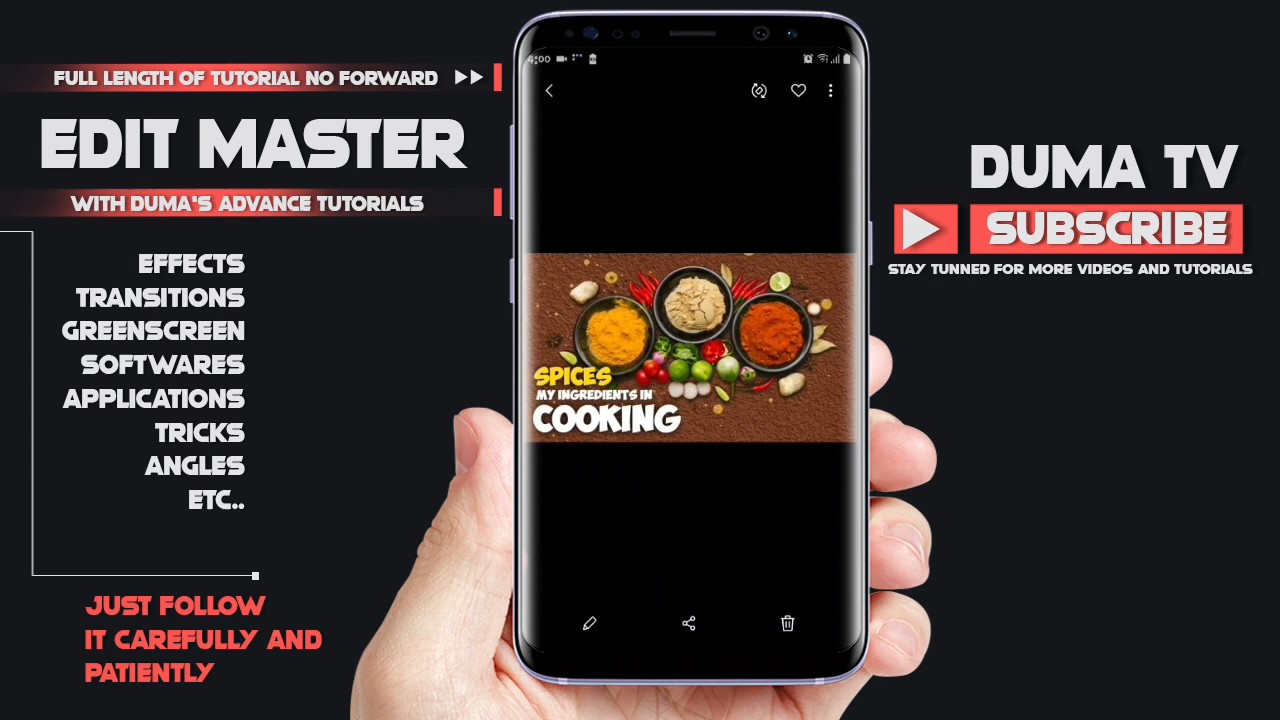 FULL LENGTH OF TUTORIAL NO FORWARD
EDIT MASTER
WITH DUMA'S ADVANCE TUTORIALS
EFFECTS
TRANSITIONS
GREENSCREEN
SOFTWARES
APPLICATIONS
TRICKS
ANGLES
ETC..
JUST FOLLOW
IT CAREFULLY AND
PATIENTLY
4:00
SPICES
MY INGREDIENTS IN
COOKING
DUMA TV
SUBSCRIBE
STAY TUNNED FOR MORE VIDEOS AND TUTORIALS